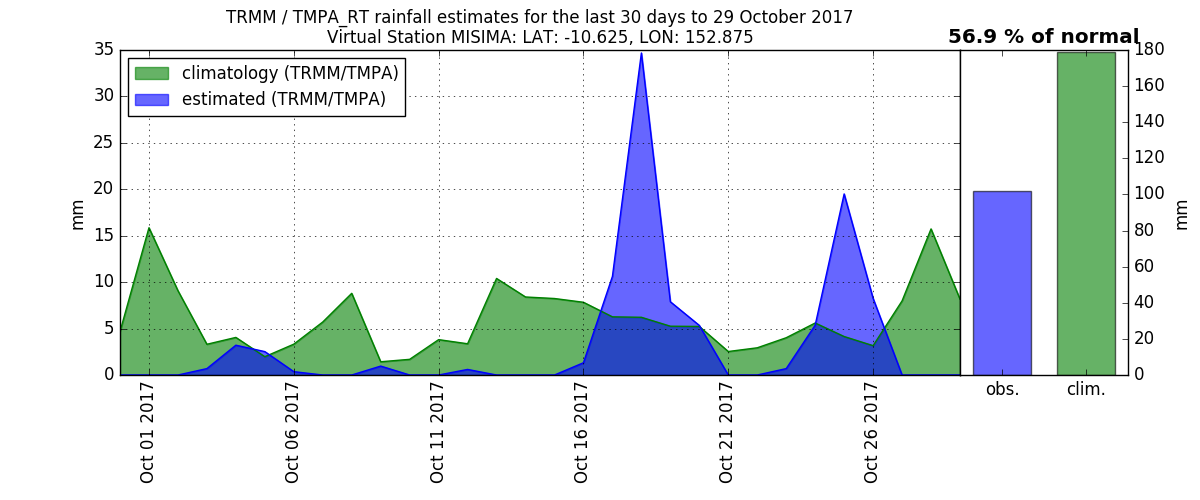 TRMM / TMPA_RT rainfall estimates for the last 30 days to 29 October 2017
Virtual Station MISIMA: LAT: -10.625, LON: 152.875
56.9 % of normal
climatology (TRMM/TMPA)
estimated (TRMM/TMPA)
35
30
25
20
15
10
5
0
mm
Oct 01 2017
Oct 06 2017
Oct 11 2017
Oct 16 2017
Oct 21 2017
Oct 26 2017
180
160
140
120
100
80
60
40
20
0
mm
obs.
clim.